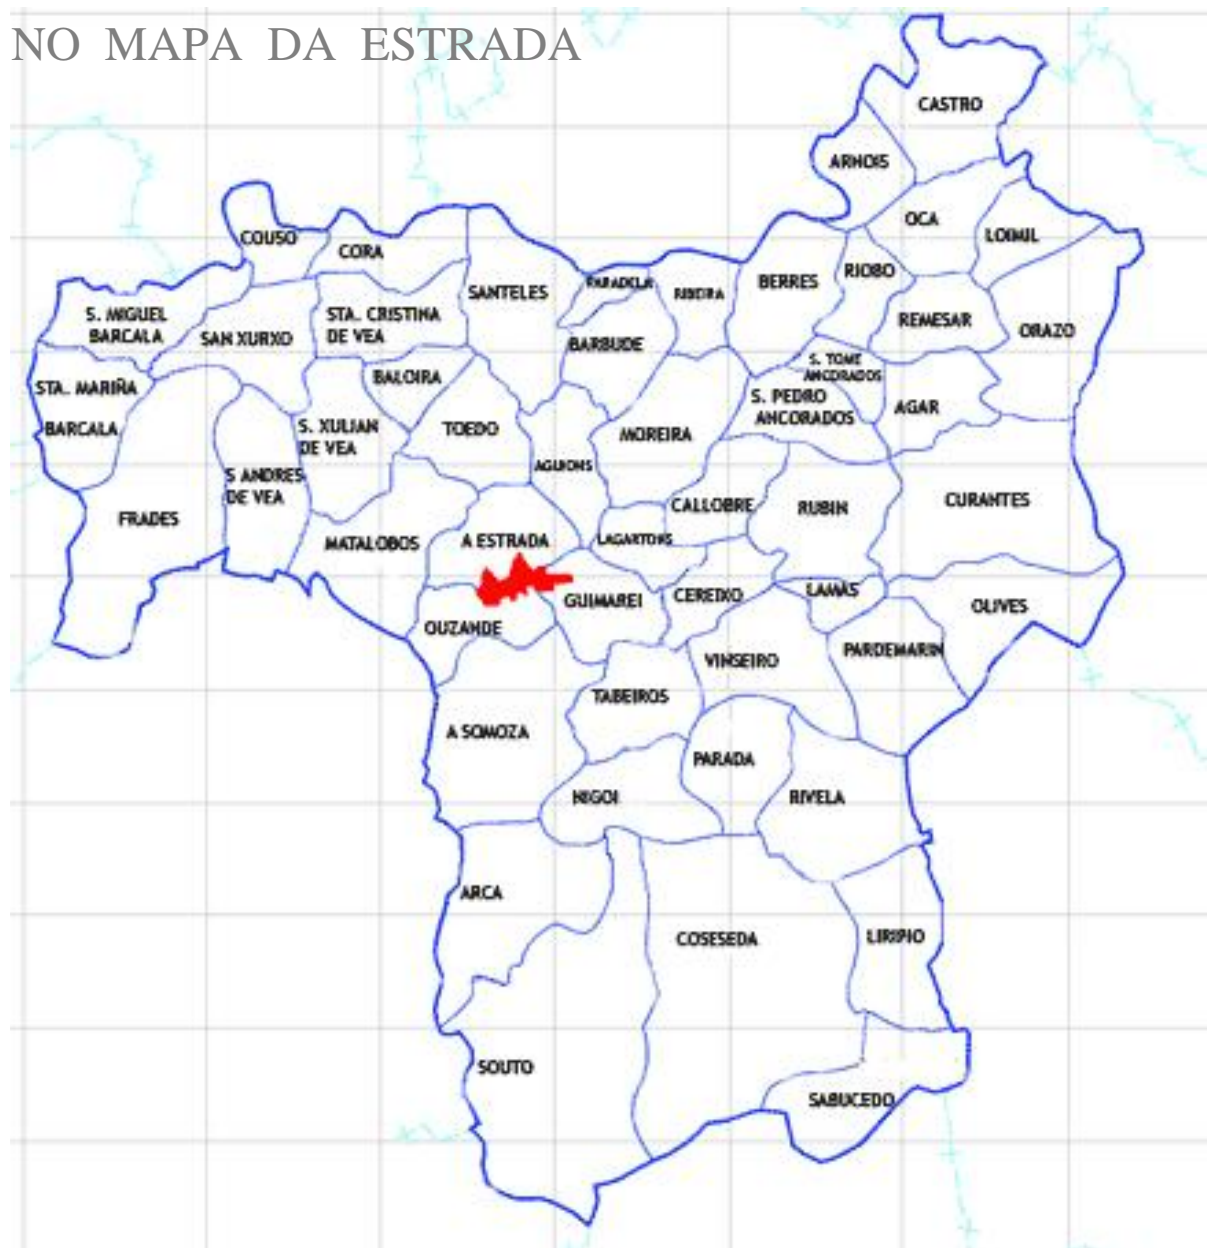 NO MAPA DA ESTRADA
CASTRO
ARNOIS
OCA
LOIMIL
COUSO
CORA
SANTELES
PARADELA
RIBEIRA
BERRES
RIOBO
S. MIGUEL
BARCALA
SAN XURXO
STA. CRISTINA
DE VEA
BARBUDE
REMESAR
ORAZO
STA. MARIÑA
BARCALA
BALOIRA
S. TOME
ANCORADOS
S. PEDRO
ANCORADOS
AGAR
S. XULIAN
DE VEA
TOEDO
MOREIRA
AGUIONS
S ANDRES
DE VEA
CALLOBRE
RUBIN
CURANTES
FRADES
MATALOBOS
A ESTRADA
LAGARTONS
GUIMAREI
CEREIXO
LAMAS
OLIVES
OUZANDE
VINSEIRO
PARDEMARIN
TABEIROS
A SOMOZA
PARADA
NIGOI
RIVELA
ARCA
COSESEDA
LIRIPIO
SOUTO
SABUCEDO